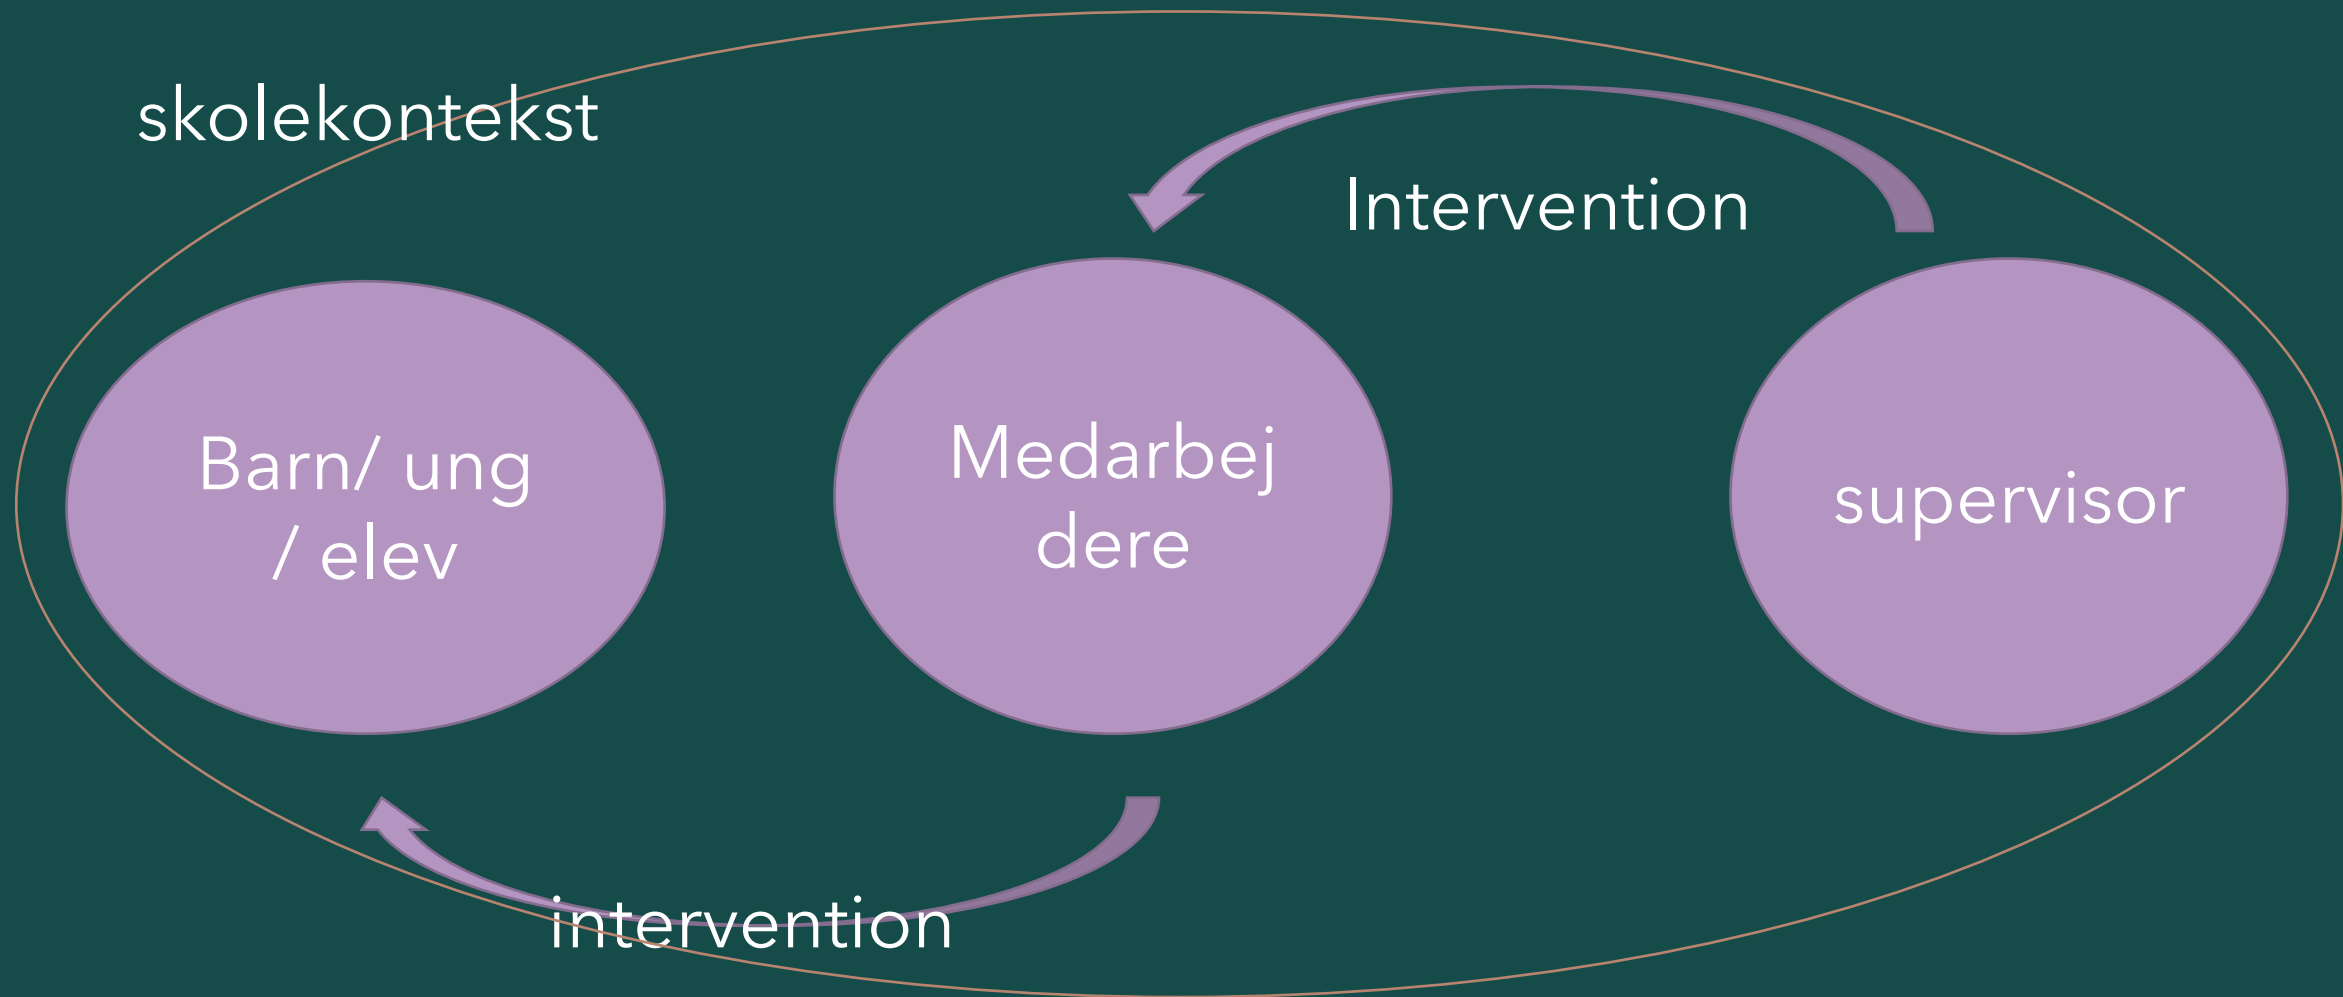 skolekontekst
Intervention
Barn/ ung
/ elev
Medarbej
dere
supervisor
intervention